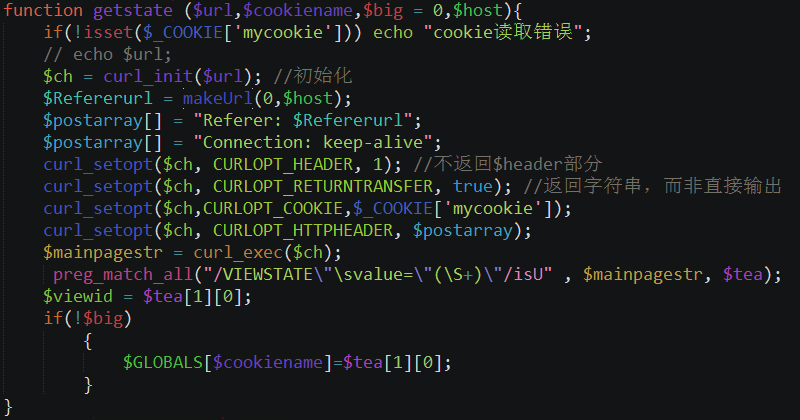 function getstate ($url,$cookiename,$big = 0,$host){
if(!isset($_COOKIE['mycookie'])) echo "cookie读取错误";
// echo $url;
$ch = curl_init($url); //初始化
$Refererurl = makeUrl(0,$host);
$postarray[] = "Referer: $Refererurl";
$postarray[] = "Connection: keep-alive";
curl_setopt($ch, CURLOPT_HEADER, 1); //不返回$header部分
curl_setopt($ch, CURLOPT_RETURNTRANSFER, true); //返回字符串，而非直接输出
curl_setopt($ch,CURLOPT_COOKIE,$_COOKIE['mycookie']);
curl_setopt($ch, CURLOPT_HTTPHEADER, $postarray);
$mainpagestr = curl_exec($ch);
preg_match_all("/VIEWSTATE\"\svalue=\"(\S+)\"/isU" , $mainpagestr, $tea);
$viewid = $tea[1][0];
if(!$big)
{
$GLOBALS[$cookiename]=$tea[1][0];
}
}